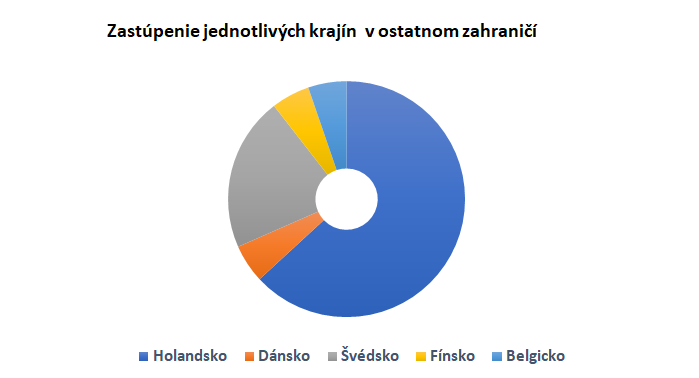 Zastúpenie jednotlivých krajín v ostatnom zahraničí
Holandsko Dánsko Švédsko Fínsko Belgicko